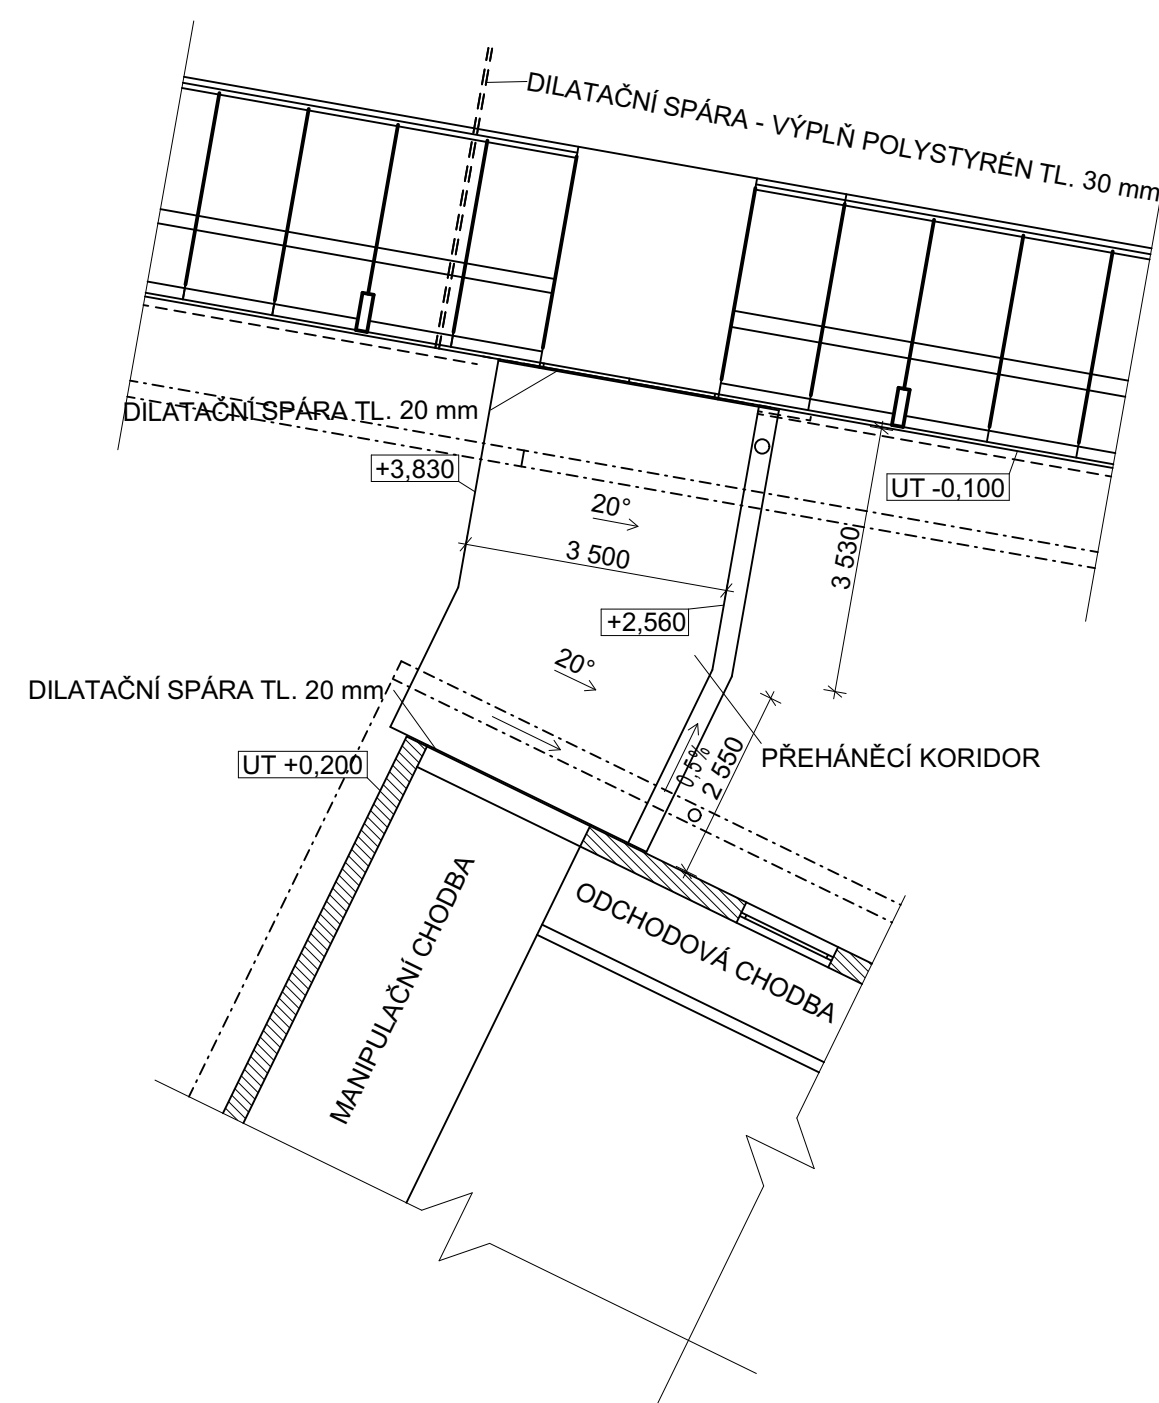 DILATAČNÍ SPÁRA - VÝPLŇ POLYSTYRÉN TL. 30 mm
DILATAČNÍ SPÁRA TL. 20 mm
+3,830
UT -0,100
20°
3 500
3 530
+2,560
20°
DILATAČNÍ SPÁRA TL. 20 mm
UT +0,200
0,5%
2 550
PŘEHÁNĚCÍ KORIDOR
MANIPULAČNÍ CHODBA
ODCHODOVÁ CHODBA